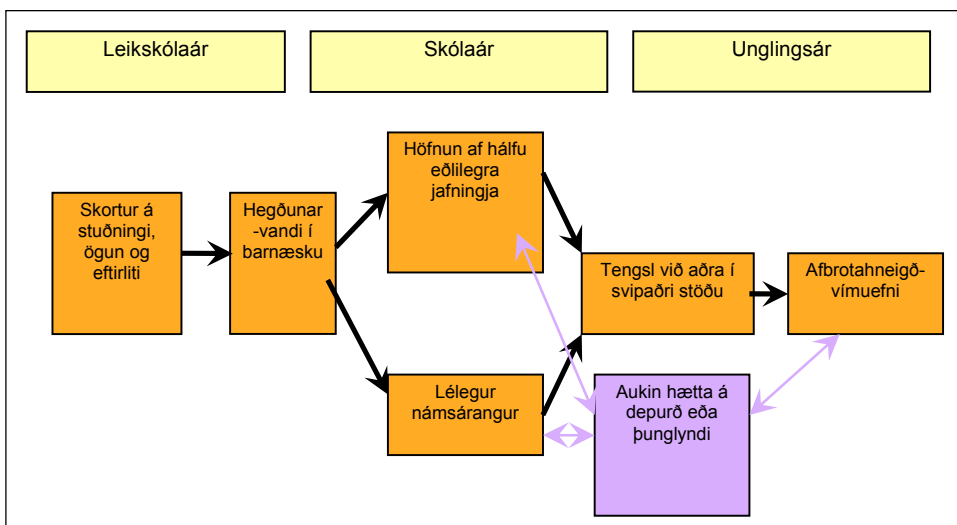 Leikskólaár
Skólaár
Unglingsár
Skortur á
stuðningi,
ögun og
eftirliti
Hegðunar
-vandi í
barnæsku
Höfnun af hálfu
eðlilegra
jafningja
Lélegur
námsárangur
Tengsl við aðra í
svipaðri stöðu
Aukin hætta á
depurð eða
þunglyndi
Afbrotahneigð-
vímuefni